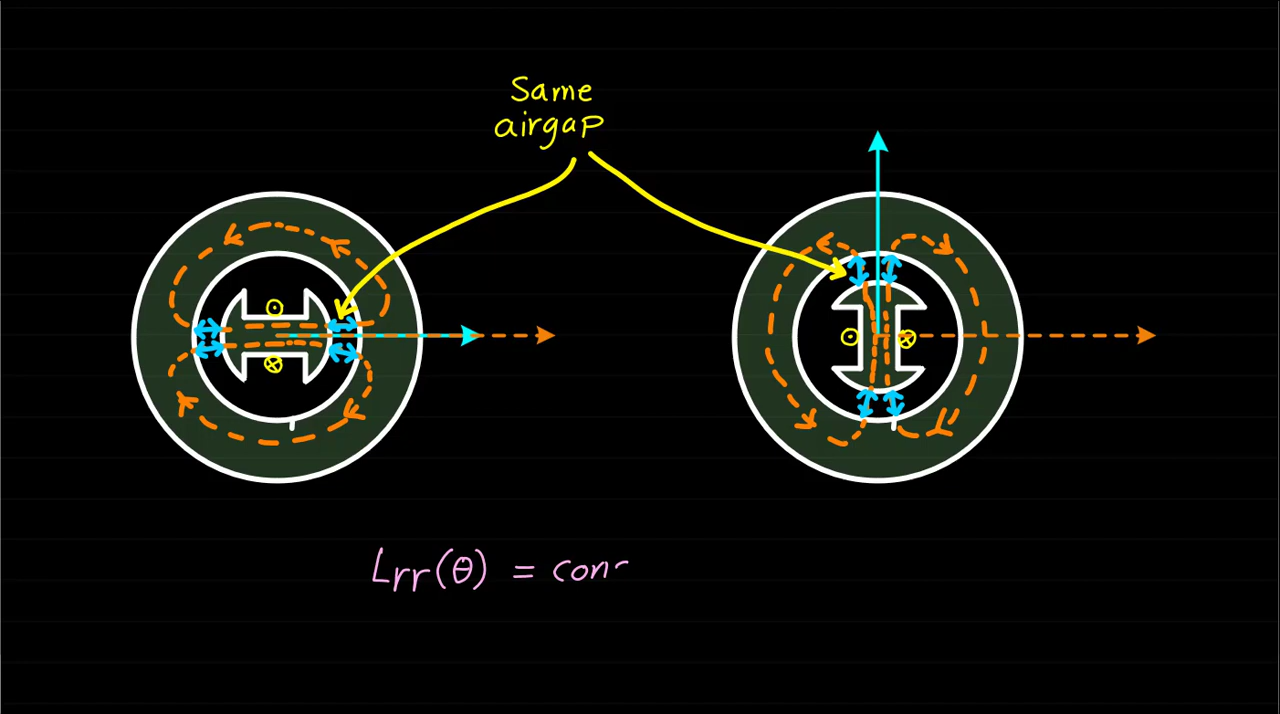 Same
airgap
Lrr(θ) = con